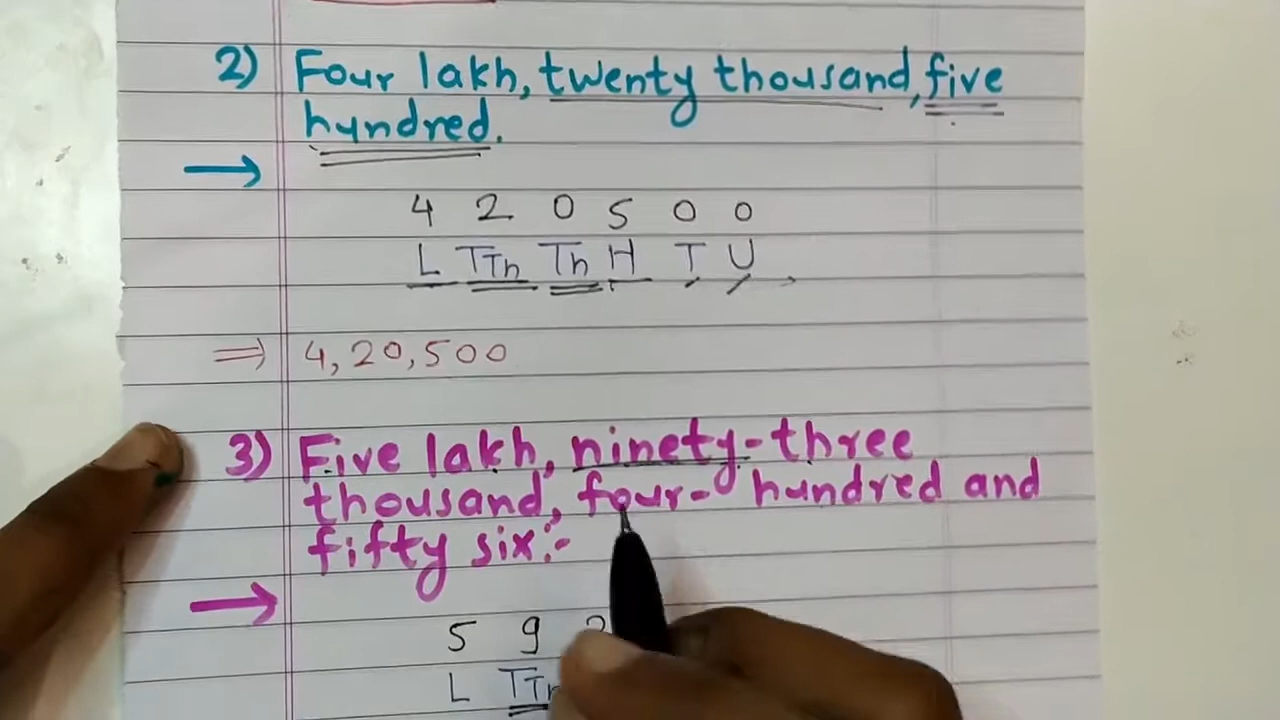 2) Four lakh, twenty thousand, five
hundred.
→
4 2 0 5 0 0
L TTh Th H T U
⇒ 4,20,500
3) Five lakh, ninety-three
thousand, four- hundred and
fifty six:-
→
5 9
L TTh